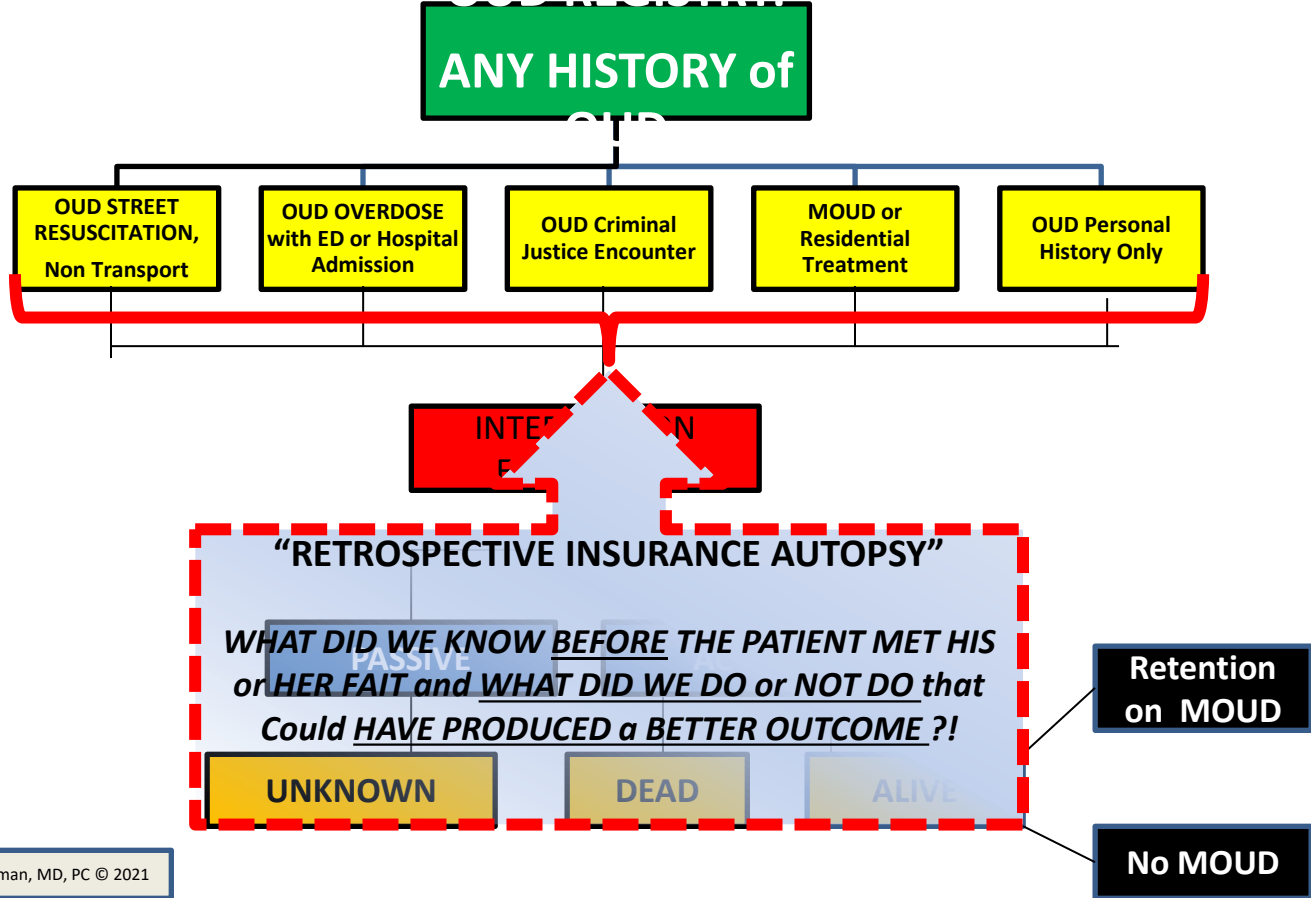 OUD REGISTRY:
ANY HISTORY of
OUD
OUD STREET
RESUSCITATION,
Non Transport
OUD OVERDOSE
with ED or Hospital
Admission
OUD Criminal
Justice Encounter
MOUD or
Residential
Treatment
OUD Personal
History Only
“RETROSPECTIVE INSURANCE AUTOPSY”
WHAT DID WE KNOW BEFORE THE PATIENT MET HIS
or HER FAIT and WHAT DID WE DO or NOT DO that
Could HAVE PRODUCED a BETTER OUTCOME ?!
PASSIVE
UNKNOWN
DEAD
ALIVE
Retention
on MOUD
No MOUD
man, MD, PC © 2021